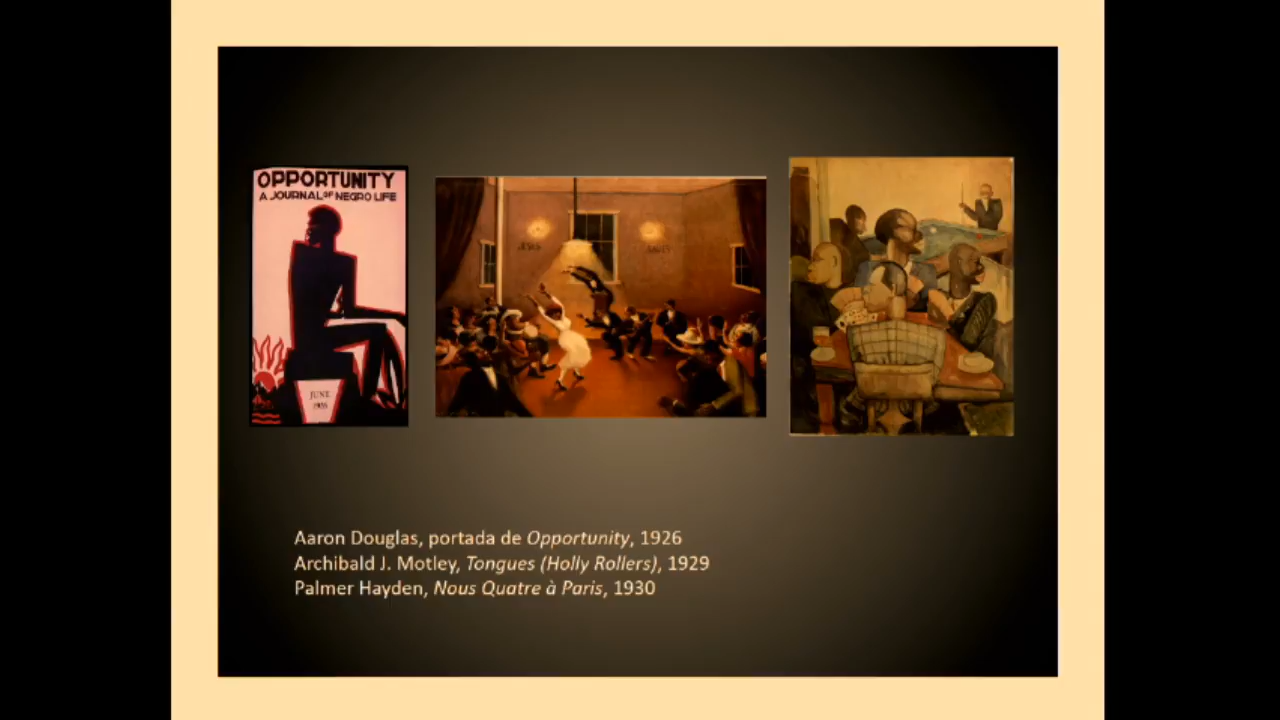 OPPORTUNITY
A JOURNAL OF NEGRO LIFE
JUNE
JESUS
Aaron Douglas, portada de Opportunity, 1926
Archibald J. Motley, Tongues (Holly Rollers), 1929
Palmer Hayden, Nous Quatre à Paris, 1930